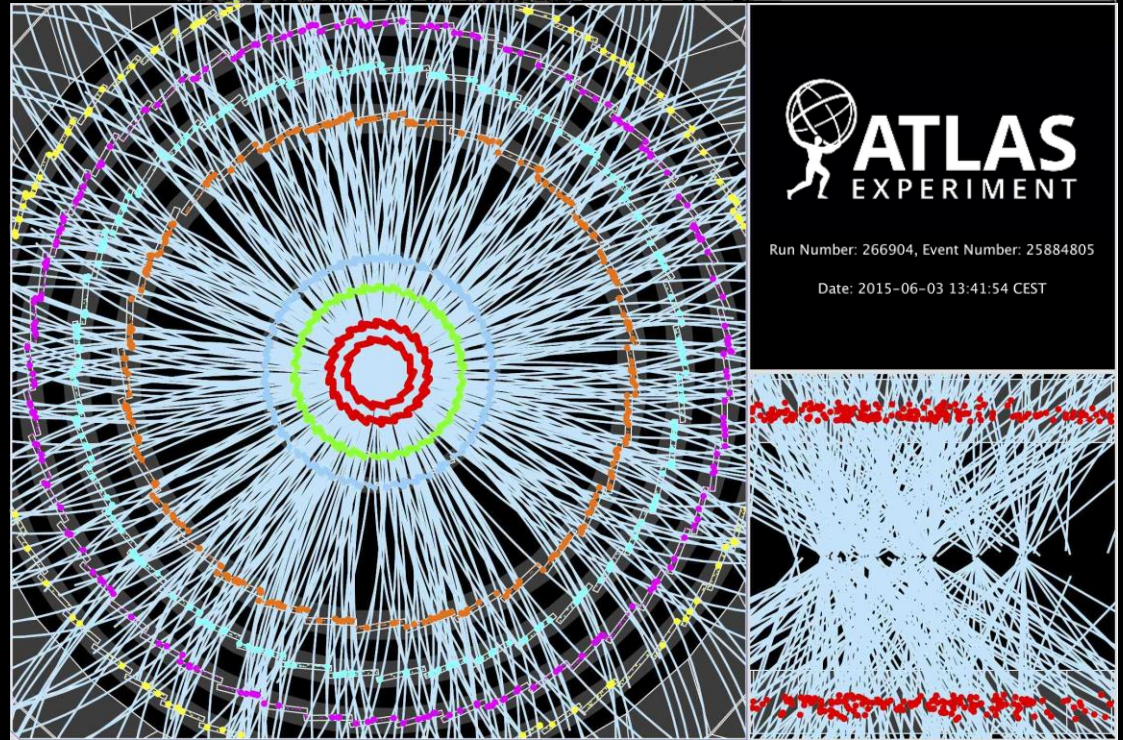 ATLAS
EXPERIMENT
Run Number: 266904, Event Number: 25884805
Date: 2015-06-03 13:41:54 CEST